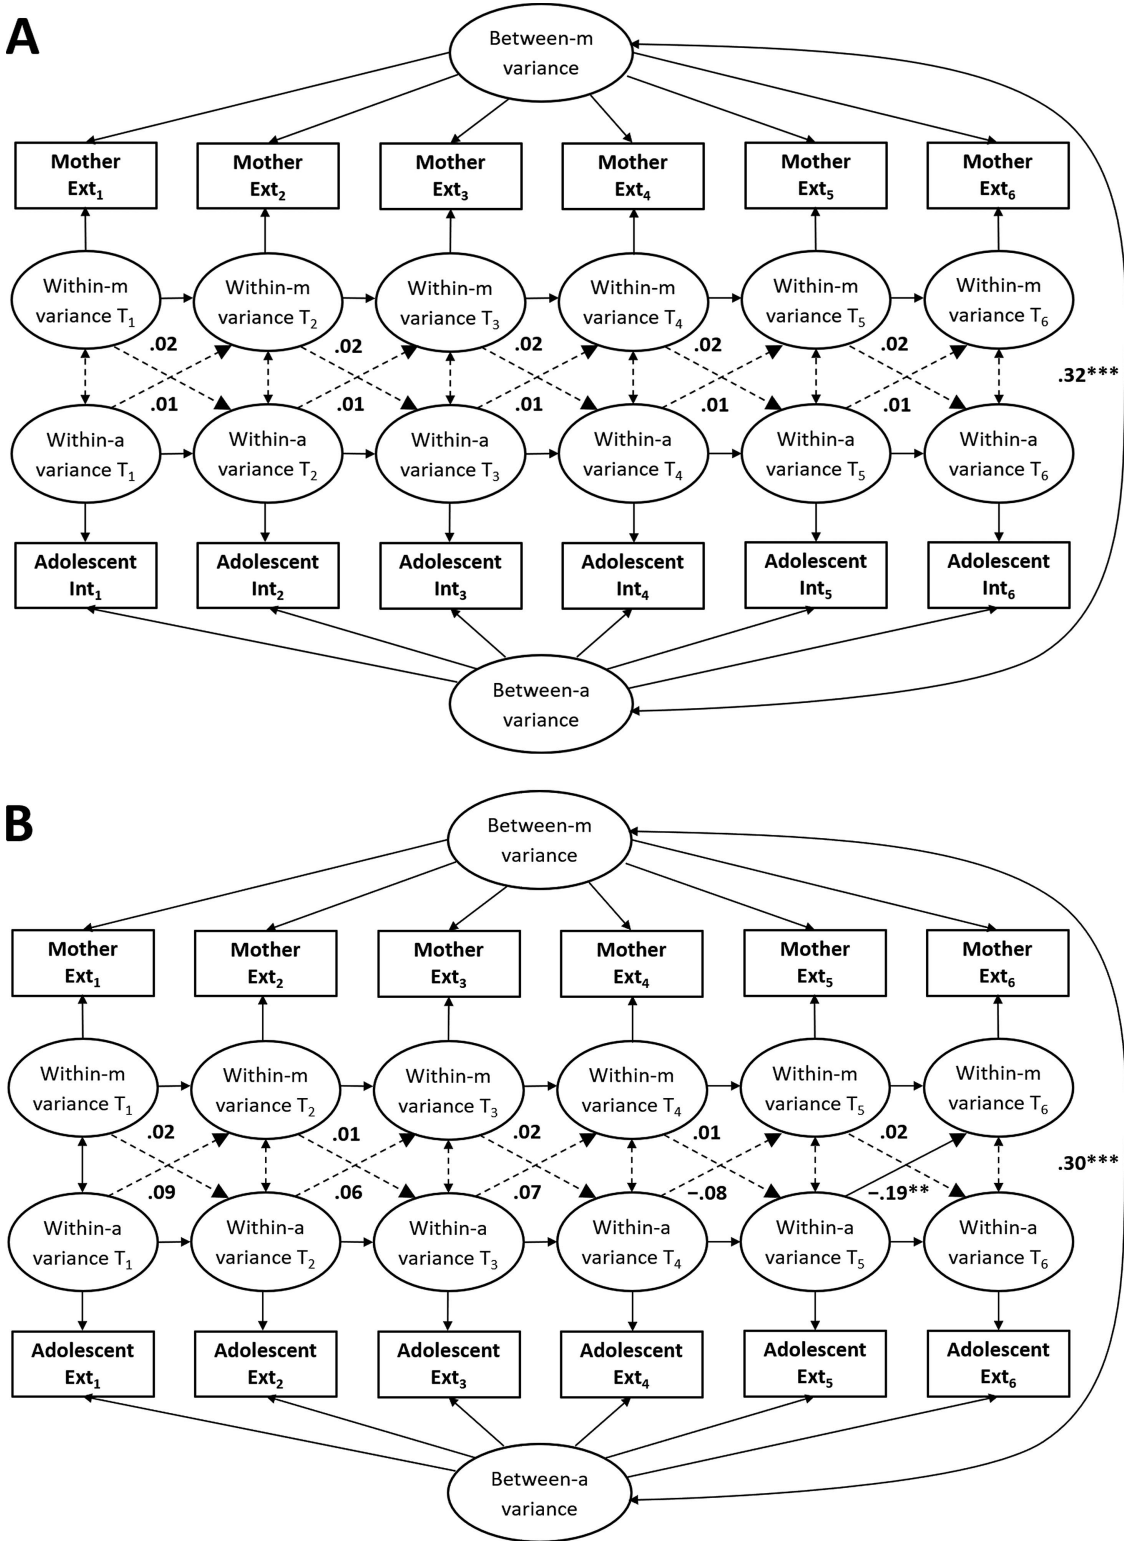 A
Between-m
variance
Mother
Ext1
Mother
Ext2
Mother
Ext3
Mother
Ext4
Mother
Ext5
Mother
Ext6
Within-m
variance T1
Within-m
variance T2
Within-m
variance T3
Within-m
variance T4
Within-m
variance T5
Within-m
variance T6
.02
.02
.02
.02
.02
.32***
.01
.01
.01
.01
.01
Within-a
variance T1
Within-a
variance T2
Within-a
variance T3
Within-a
variance T4
Within-a
variance T5
Within-a
variance T6
Adolescent
Int1
Adolescent
Int2
Adolescent
Int3
Adolescent
Int4
Adolescent
Int5
Adolescent
Int6
Between-a
variance
B
Between-m
variance
Mother
Ext1
Mother
Ext2
Mother
Ext3
Mother
Ext4
Mother
Ext5
Mother
Ext6
Within-m
variance T1
Within-m
variance T2
Within-m
variance T3
Within-m
variance T4
Within-m
variance T5
Within-m
variance T6
.02
.01
.02
.01
.02
.30***
.09
.06
.07
−.08
−.19**
Within-a
variance T1
Within-a
variance T2
Within-a
variance T3
Within-a
variance T4
Within-a
variance T5
Within-a
variance T6
Adolescent
Ext1
Adolescent
Ext2
Adolescent
Ext3
Adolescent
Ext4
Adolescent
Ext5
Adolescent
Ext6
Between-a
variance